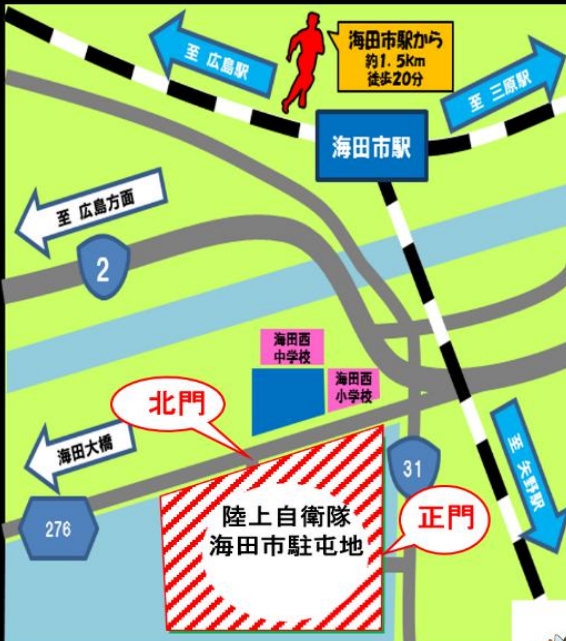 至 広島駅
海田市駅から
約1.5km
徒歩20分
至 三原駅
海田市駅
至 広島方面
2
海田西
中学校
海田西
小学校
北門
海田大橋
31
至 矢野駅
276
陸上自衛隊
海田市駐屯地
正門